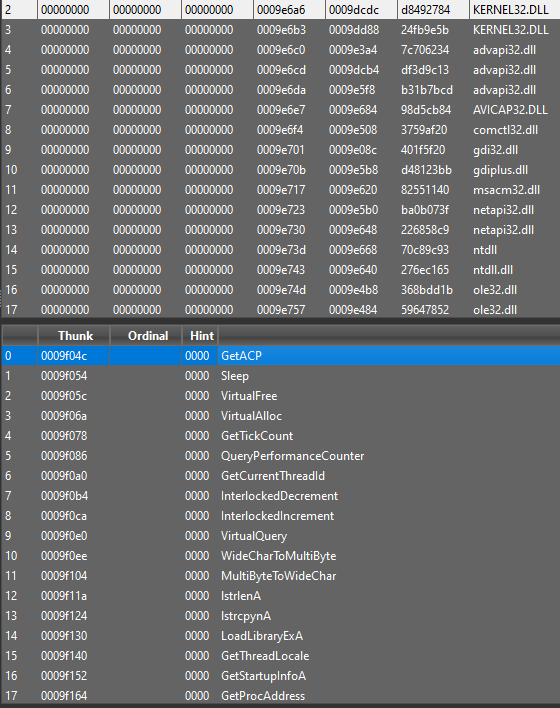 2 00000000 00000000 00000000 0009e6a6 0009dcdc d8492784 KERNEL32.DLL
3 00000000 00000000 00000000 0009e6b3 0009dd88 24fb9e5b KERNEL32.DLL
4 00000000 00000000 00000000 0009e6c0 0009e3a4 7c706234 advapi32.dll
5 00000000 00000000 00000000 0009e6cd 0009dcb4 df3d9c13 advapi32.dll
6 00000000 00000000 00000000 0009e6da 0009e5f8 b31b7bcd advapi32.dll
7 00000000 00000000 00000000 0009e6e7 0009e684 98d5cb84 AVICAP32.DLL
8 00000000 00000000 00000000 0009e6f4 0009e508 3759af20 comctl32.dll
9 00000000 00000000 00000000 0009e701 0009e08c 401f5f20 gdi32.dll
10 00000000 00000000 00000000 0009e70b 0009e5b8 d48123bb gdiplus.dll
11 00000000 00000000 00000000 0009e717 0009e620 82551140 msacm32.dll
12 00000000 00000000 00000000 0009e723 0009e5b0 ba0b073f netapi32.dll
13 00000000 00000000 00000000 0009e730 0009e648 226858c9 netapi32.dll
14 00000000 00000000 00000000 0009e73d 0009e668 70c89c93 ntdll
15 00000000 00000000 00000000 0009e743 0009e640 276ec165 ntdll.dll
16 00000000 00000000 00000000 0009e74d 0009e4b8 368bdd1b ole32.dll
17 00000000 00000000 00000000 0009e757 0009e484 59647852 ole32.dll
Thunk Ordinal Hint
0 0009f04c 0000 GetACP
1 0009f054 0000 Sleep
2 0009f05c 0000 VirtualFree
3 0009f06a 0000 VirtualAlloc
4 0009f078 0000 GetTickCount
5 0009f086 0000 QueryPerformanceCounter
6 0009f0a0 0000 GetCurrentThreadId
7 0009f0b4 0000 InterlockedDecrement
8 0009f0ca 0000 InterlockedIncrement
9 0009f0e0 0000 VirtualQuery
10 0009f0ee 0000 WideCharToMultiByte
11 0009f104 0000 MultiByteToWideChar
12 0009f11a 0000 lstrlenA
13 0009f124 0000 lstrcpynA
14 0009f130 0000 LoadLibraryExA
15 0009f140 0000 GetThreadLocale
16 0009f152 0000 GetStartupInfoA
17 0009f164 0000 GetProcAddress